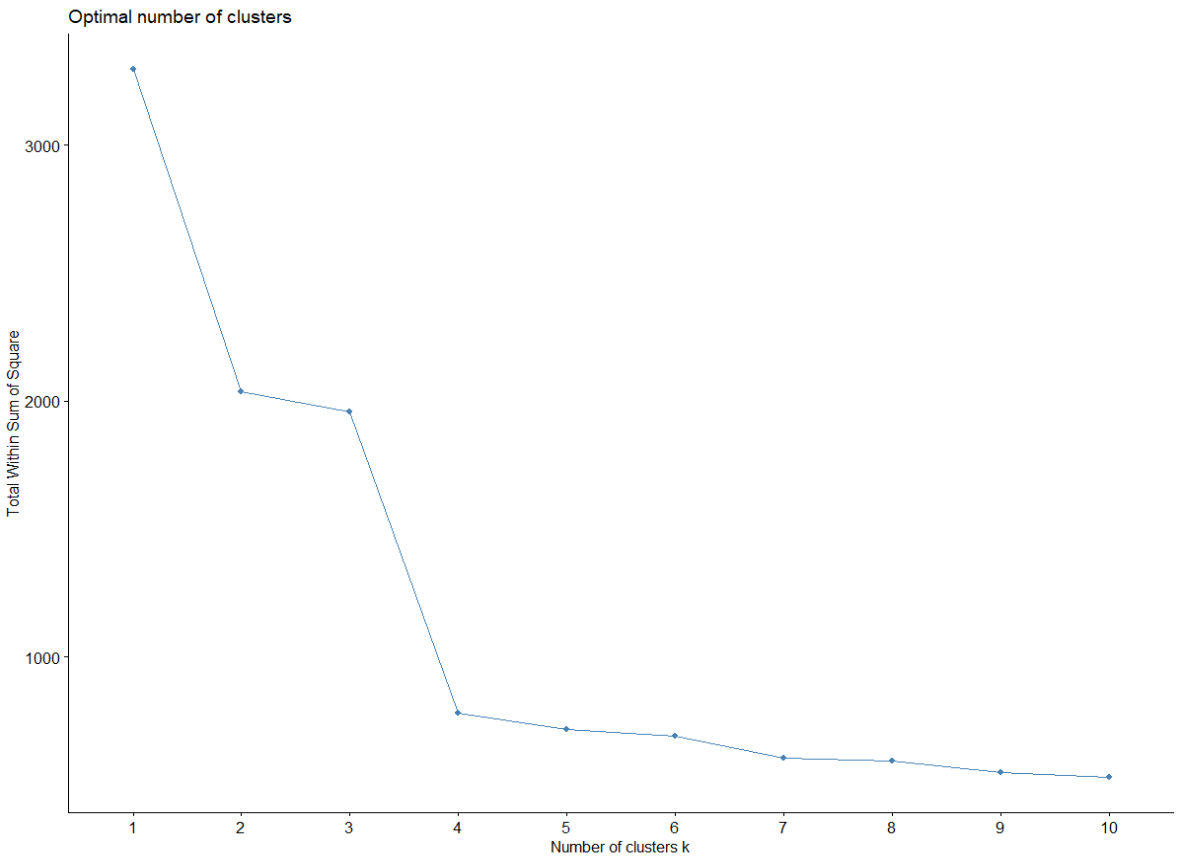 Optimal number of clusters
3000
2000
1000
Total Within Sum of Square
1 2 3 4 5 6 7 8 9 10
Number of clusters k